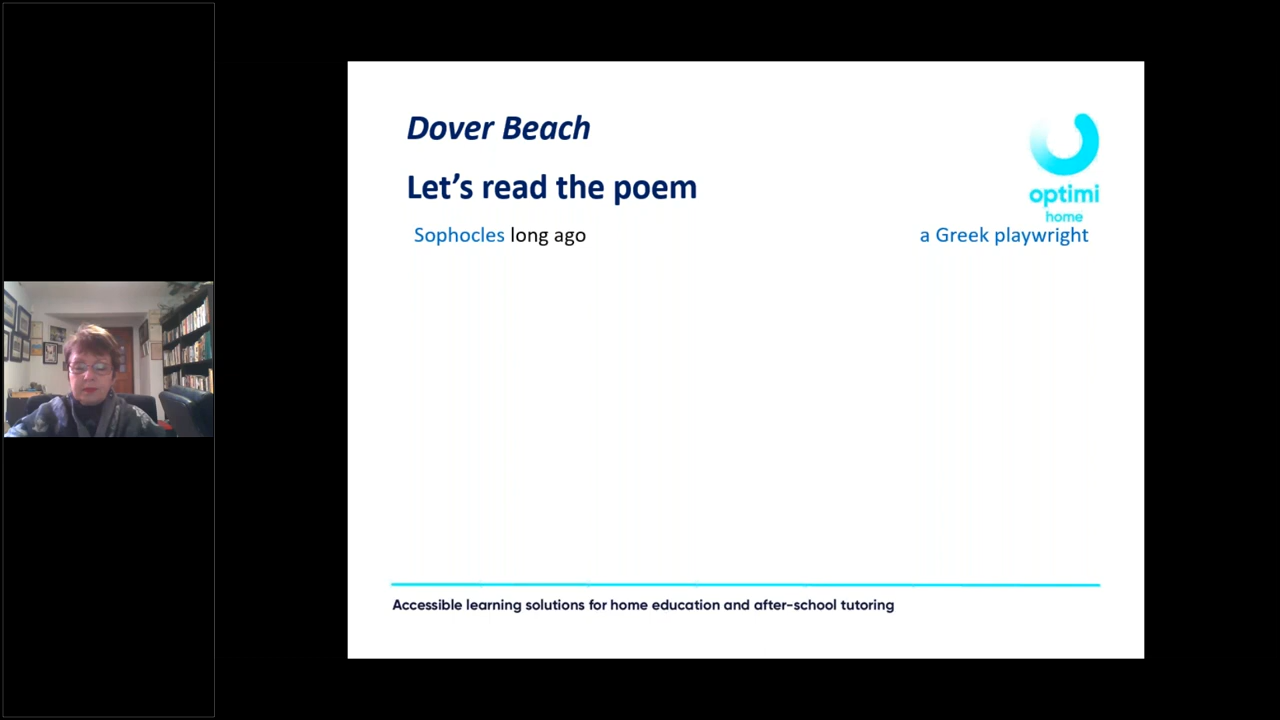 Dover Beach
Let's read the poem
optimi
home
Sophocles long ago
a Greek playwright
Accessible learning solutions for home education and after-school tutoring